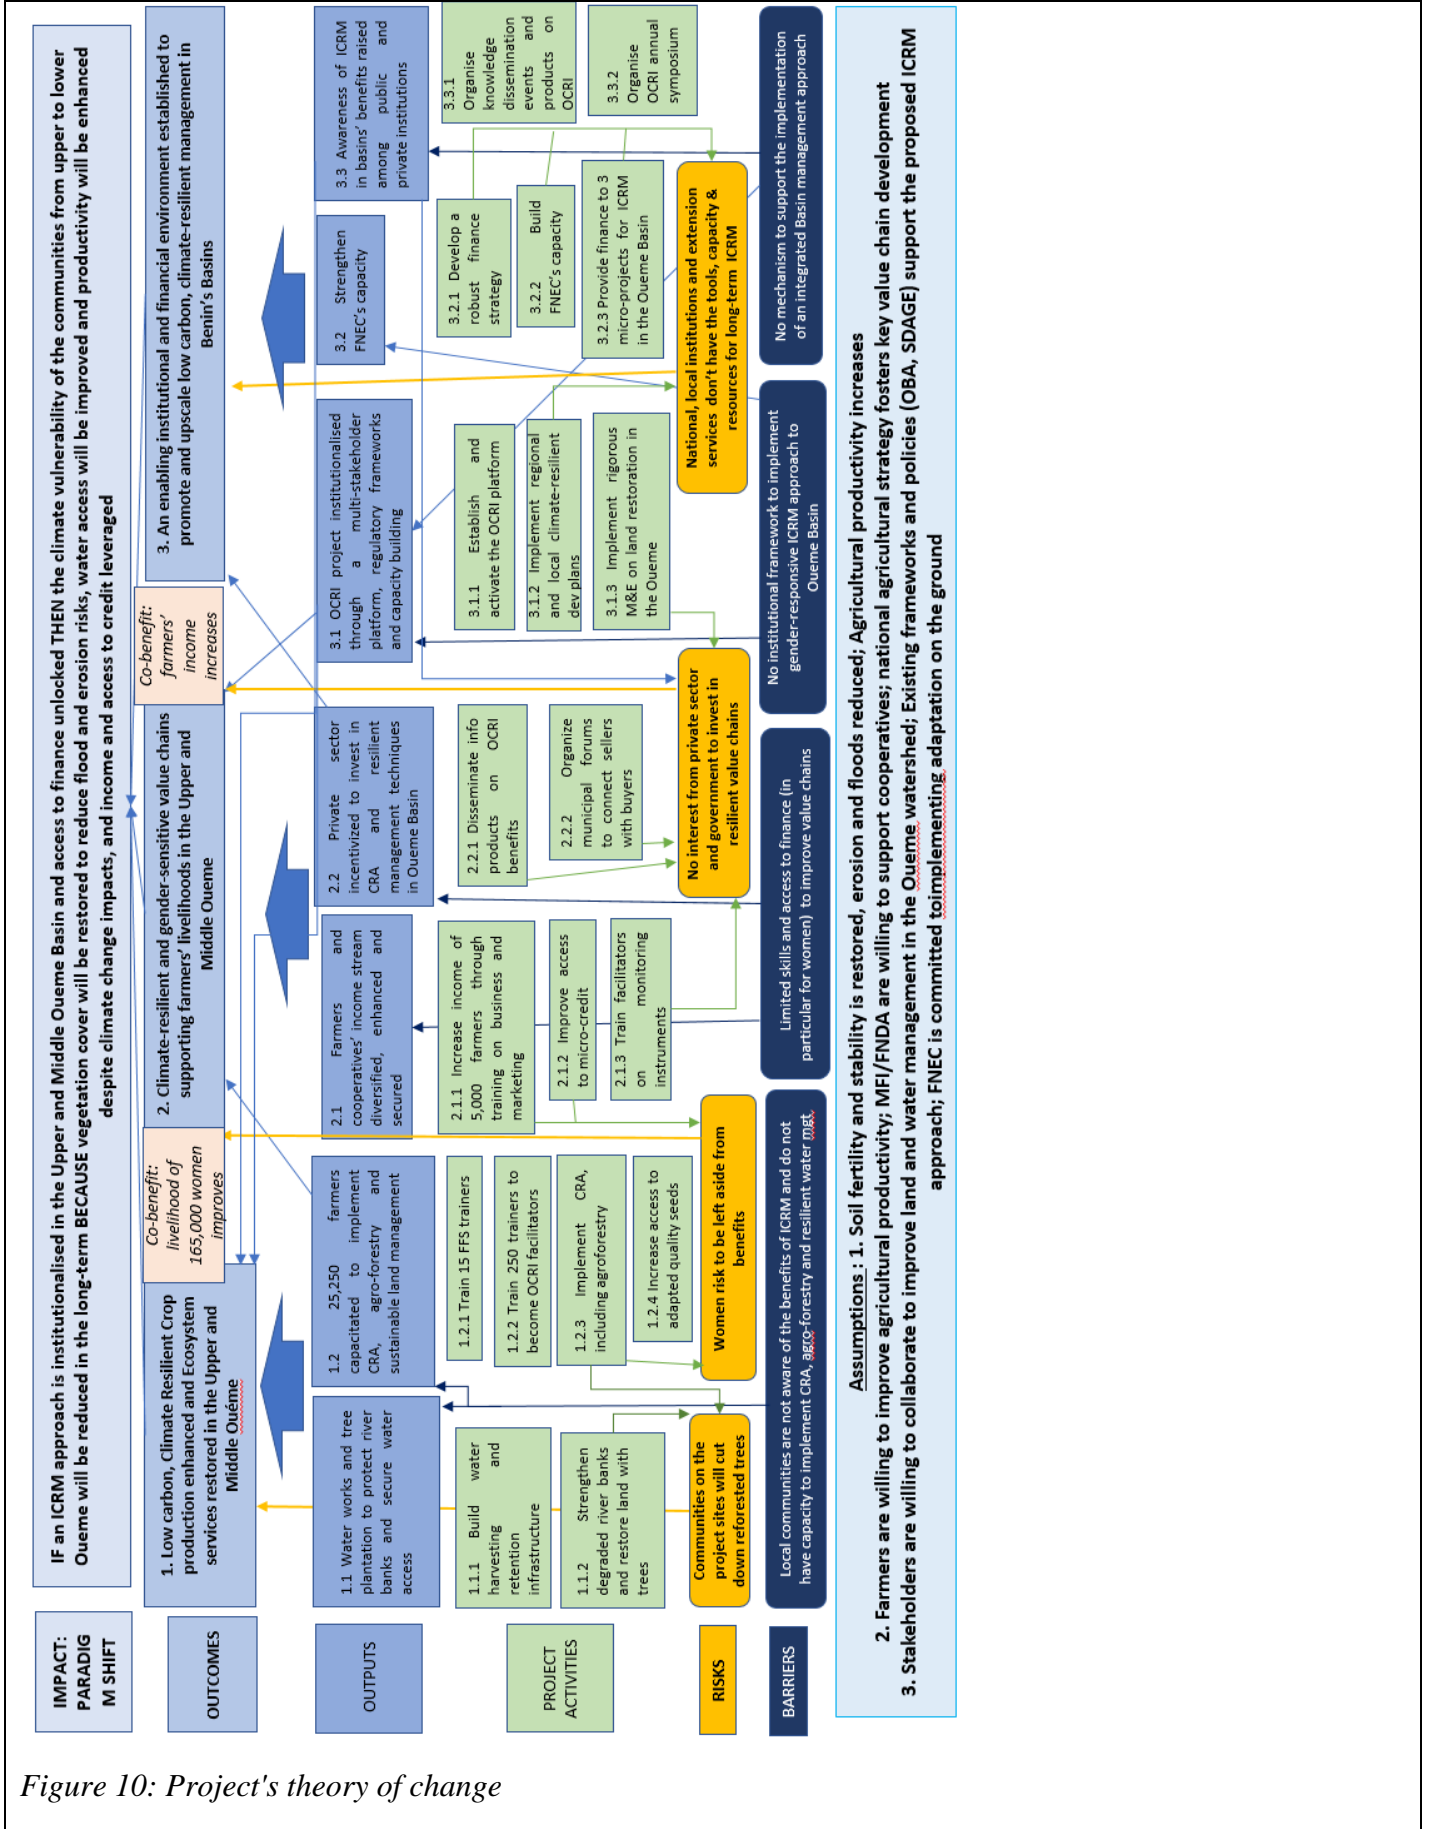 IMPACT:
PARADIG
M SHIFT
IF an ICRM approach is institutionalised in the Upper and Middle Oueme Basin and access to finance unlocked THEN the climate vulnerability of the communities from upper to lower
Oueme will be reduced in the long-term BECAUSE vegetation cover will be restored to reduce flood and erosion risks, water access will be improved and productivity will be enhanced
despite climate change impacts, and income and access to credit leveraged
OUTCOMES
1. Low carbon, Climate Resilient Crop
production enhanced and Ecosystem
services restored in the Upper and
Middle Ouéme
Co-benefit:
livelihood of
165,000 women
improves
2. Climate-resilient and gender-sensitive value chains
supporting farmers' livelihoods in the Upper and
Middle Oueme
Co-benefit:
farmers'
income
increases
3. An enabling institutional and financial environment established to
promote and upscale low carbon, climate-resilient management in
Benin's Basins
OUTPUTS
1.1 Water works and tree
plantation to protect river
banks and secure water
access
1.2 25,250 farmers
capacitated to implement
CRA, agro-forestry and
sustainable land management
2.1 Farmers and
cooperatives' income stream
diversified, enhanced and
secured
2.2 Private sector
incentivized to invest in
CRA and resilient
management techniques
in Oueme Basin
3.1 OCRI project institutionalised
through a multi-stakeholder
platform, regulatory frameworks
and capacity building
3.2 Strengthen
FNEC's capacity
3.3 Awareness of ICRM
in basins' benefits raised
among public and
private institutions
PROJECT
ACTIVITIES
1.1.1 Build water
harvesting and
retention
infrastructure
1.1.2 Strengthen
degraded river banks
and restore land with
trees
1.2.1 Train 15 FFS trainers
1.2.2 Train 250 trainers to
become OCRI facilitators
1.2.3 Implement CRA,
including agroforestry
1.2.4 Increase access to
adapted quality seeds
2.1.1 Increase income of
5,000 farmers through
training on business and
marketing
2.1.2 Improve access
to micro-credit
2.1.3 Train facilitators
on monitoring
instruments
2.2.1 Disseminate info
products on OCRI
benefits
2.2.2 Organize
municipal forums
to connect sellers
with buyers
3.1.1 Establish and
activate the OCRI platform
3.1.2 Implement regional
and local climate-resilient
dev plans
3.1.3 Implement rigorous
M&E on land restoration in
the Oueme
3.2.1 Develop a
robust finance
strategy
3.2.2 Build
FNEC's capacity
3.2.3 Provide finance to 3
micro-projects for ICRM
in the Oueme Basin
3.3.1
Organise
knowledge
dissemination
events and
products on
OCRI
3.3.2
Organise
OCRI annual
symposium
RISKS
Communities on the
project sites will cut
down reforested trees
Women risk to be left aside from
benefits
No interest from private sector
and government to invest in
resilient value chains
National, local institutions and extension
services don't have the tools, capacity &
resources for long-term ICRM
BARRIERS
Local communities are not aware of the benefits of ICRM and do not
have capacity to implement CRA, agro-forestry and resilient water mgt.
Limited skills and access to finance (in
particular for women) to improve value chains
No institutional framework to implement
gender-responsive ICRM approach to
Oueme Basin
No mechanism to support the implementation
of an integrated Basin management approach
Assumptions : 1. Soil fertility and stability is restored, erosion and floods reduced; Agricultural productivity increases
2. Farmers are willing to improve agricultural productivity; MFI/FNDA are willing to support cooperatives; national agricultural strategy fosters key value chain development
3. Stakeholders are willing to collaborate to improve land and water management in the Oueme watershed; Existing frameworks and policies (OBA, SDAGE) support the proposed ICRM
approach; FNEC is committed toimplementing adaptation on the ground
Figure 10: Project's theory of change